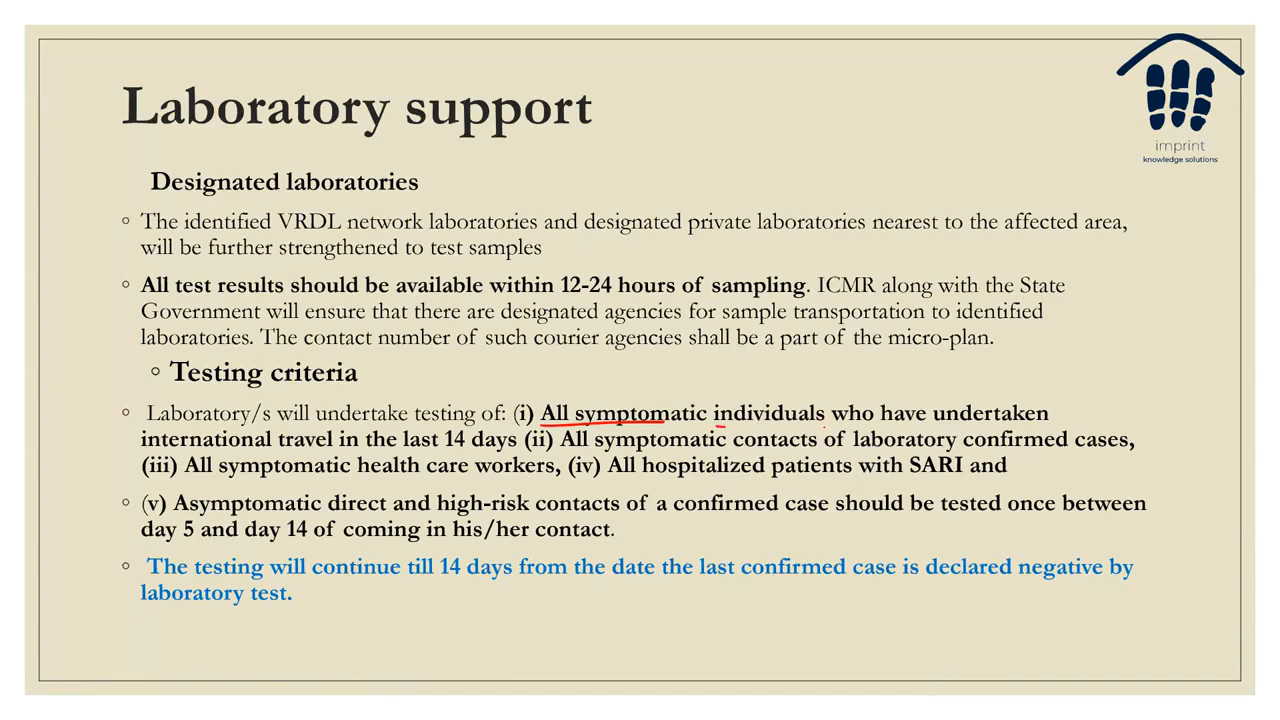 imprint
knowledge solutions
Laboratory support
Designated laboratories
◦ The identified VRDL network laboratories and designated private laboratories nearest to the affected area,
will be further strengthened to test samples
◦ All test results should be available within 12-24 hours of sampling. ICMR along with the State
Government will ensure that there are designated agencies for sample transportation to identified
laboratories. The contact number of such courier agencies shall be a part of the micro-plan.
◦ Testing criteria
◦ Laboratory/s will undertake testing of: (i) All symptomatic individuals who have undertaken
international travel in the last 14 days (ii) All symptomatic contacts of laboratory confirmed cases,
(iii) All symptomatic health care workers, (iv) All hospitalized patients with SARI and
◦ (v) Asymptomatic direct and high-risk contacts of a confirmed case should be tested once between
day 5 and day 14 of coming in his/her contact.
◦ The testing will continue till 14 days from the date the last confirmed case is declared negative by
laboratory test.